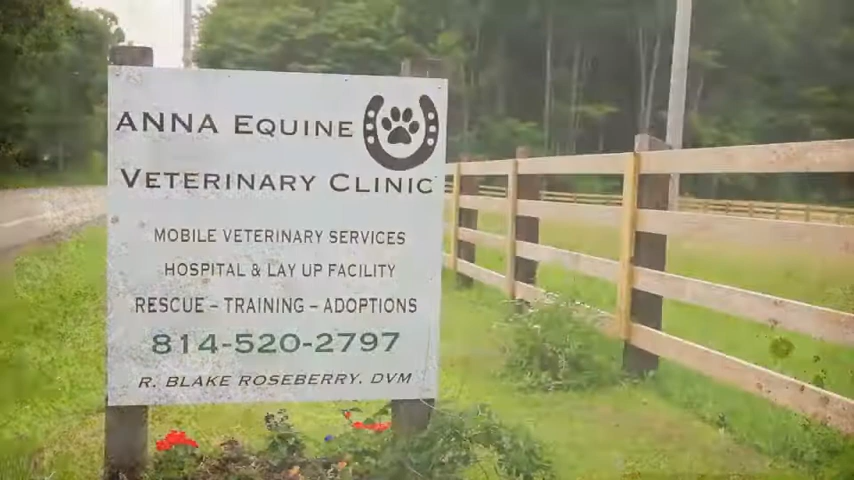 ANNA EQUINE
VETERINARY CLINIC
MOBILE VETERINARY SERVICES
HOSPITAL & LAY UP FACILITY
RESCUE - TRAINING - ADOPTIONS
814-520-2797
R. BLAKE ROSEBERRY. DVM